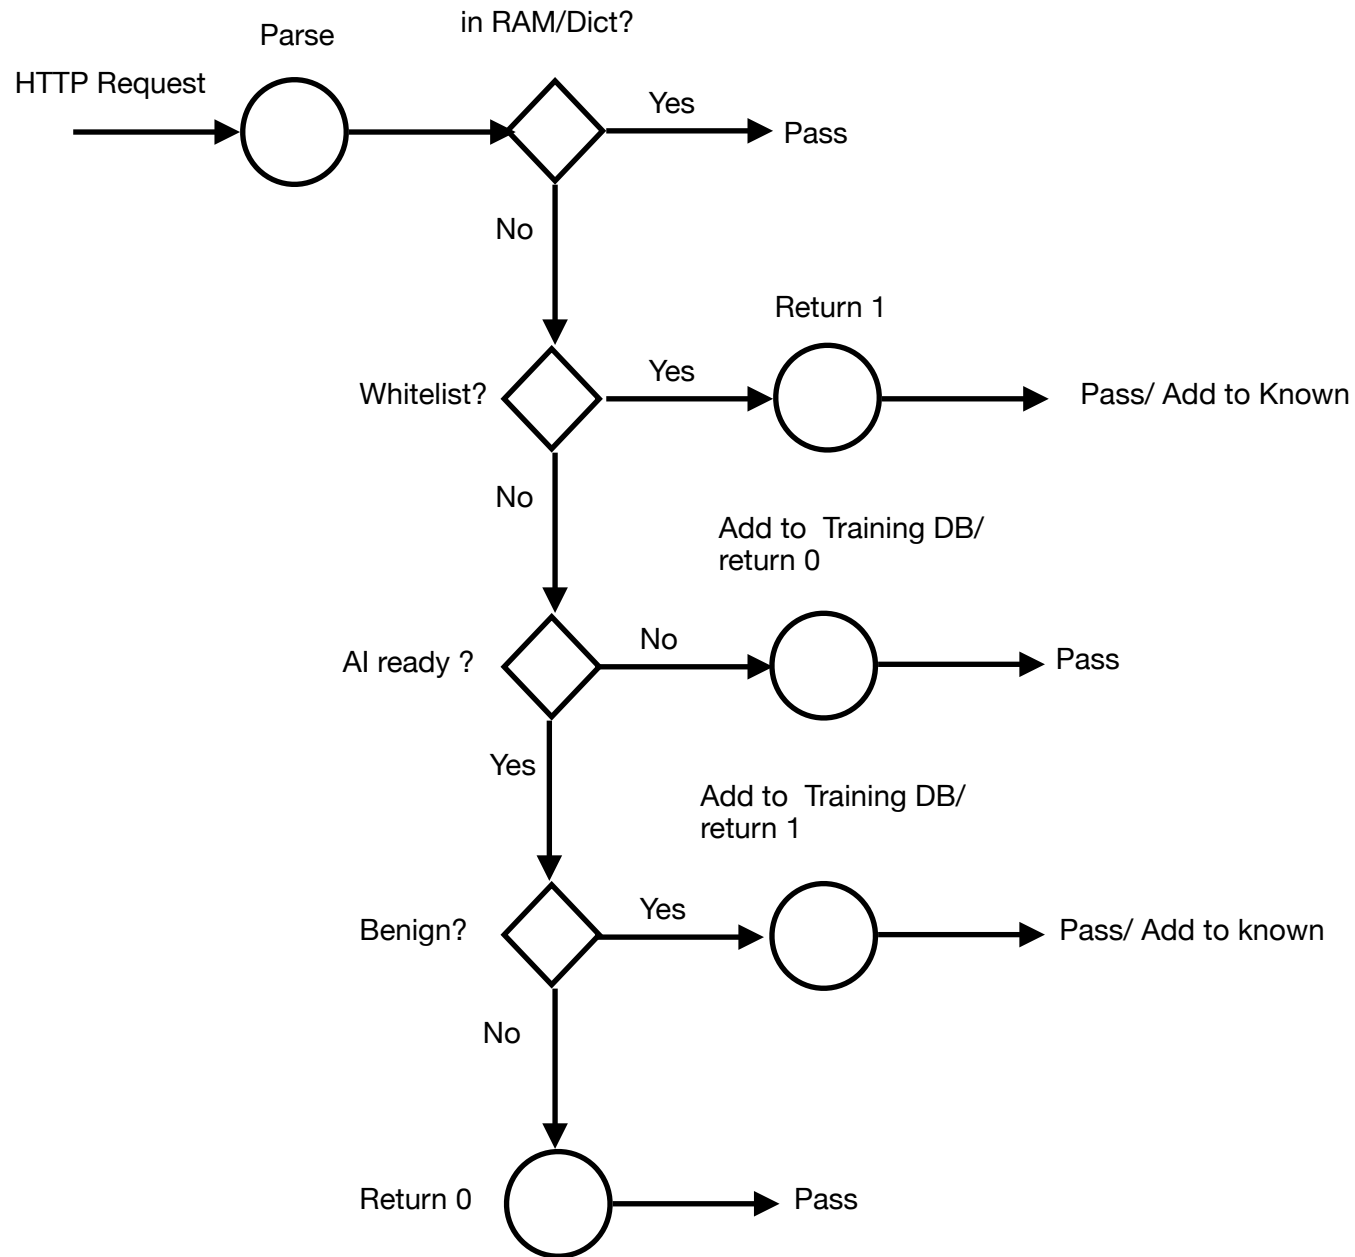 in RAM/Dict?
Parse
HTTP Request
Yes
Pass
No
Return 1
Whitelist?
Yes
Pass/ Add to Known
No
Add to  Training DB/
return 0
AI ready ?
No
Pass
Yes
Add to  Training DB/
return 1
Benign?
Yes
Pass/ Add to known
No
Return 0
Pass